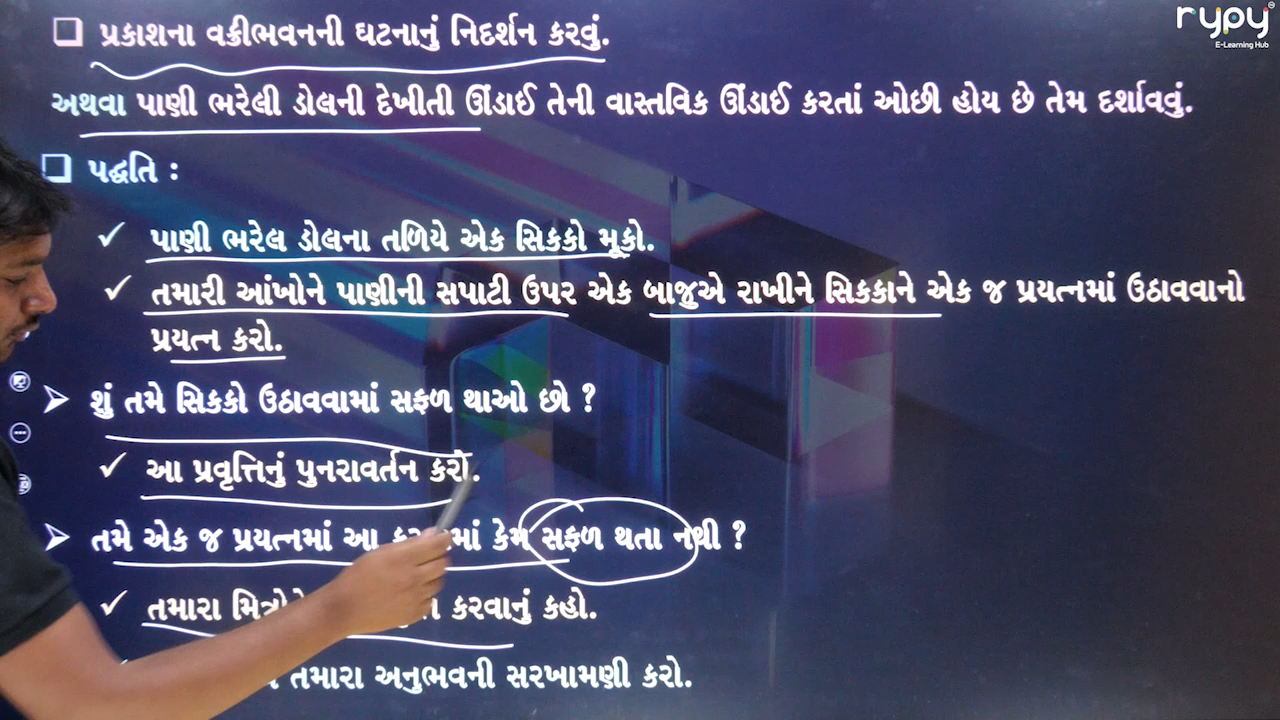 rypy
E-Learning Hub
પ્રકાશના વક્રીભવનની ઘટનાનું નિદર્શન કરવું.
અથવા પાણી ભરેલી ડોલની દેખીતી ઊંડાઈ તેની વાસ્તવિક ઊંડાઈ કરતાં ઓછી હોય છે તેમ દર્શાવવું.
પદ્ધતિ :
પાણી ભરેલ ડોલના તળિયે એક સિક્કો મૂકો.
તમારી આંખોને પાણીની સપાટી ઉપર એક બાજુએ રાખીને સિક્કાને એક જ પ્રયત્નમાં ઉઠાવવાનો
પ્રયત્ન કરો.
શું તમે સિક્કો ઉઠાવવામાં સફળ થાઓ છો ?
આ પ્રવૃત્તિનું પુનરાવર્તન કરો.
તમે એક જ પ્રયત્નમાં આ કેમ સફળ થતા નથી ?
તમારા કરવાનું કહો.
તમારા અનુભવની સરખામણી કરો.